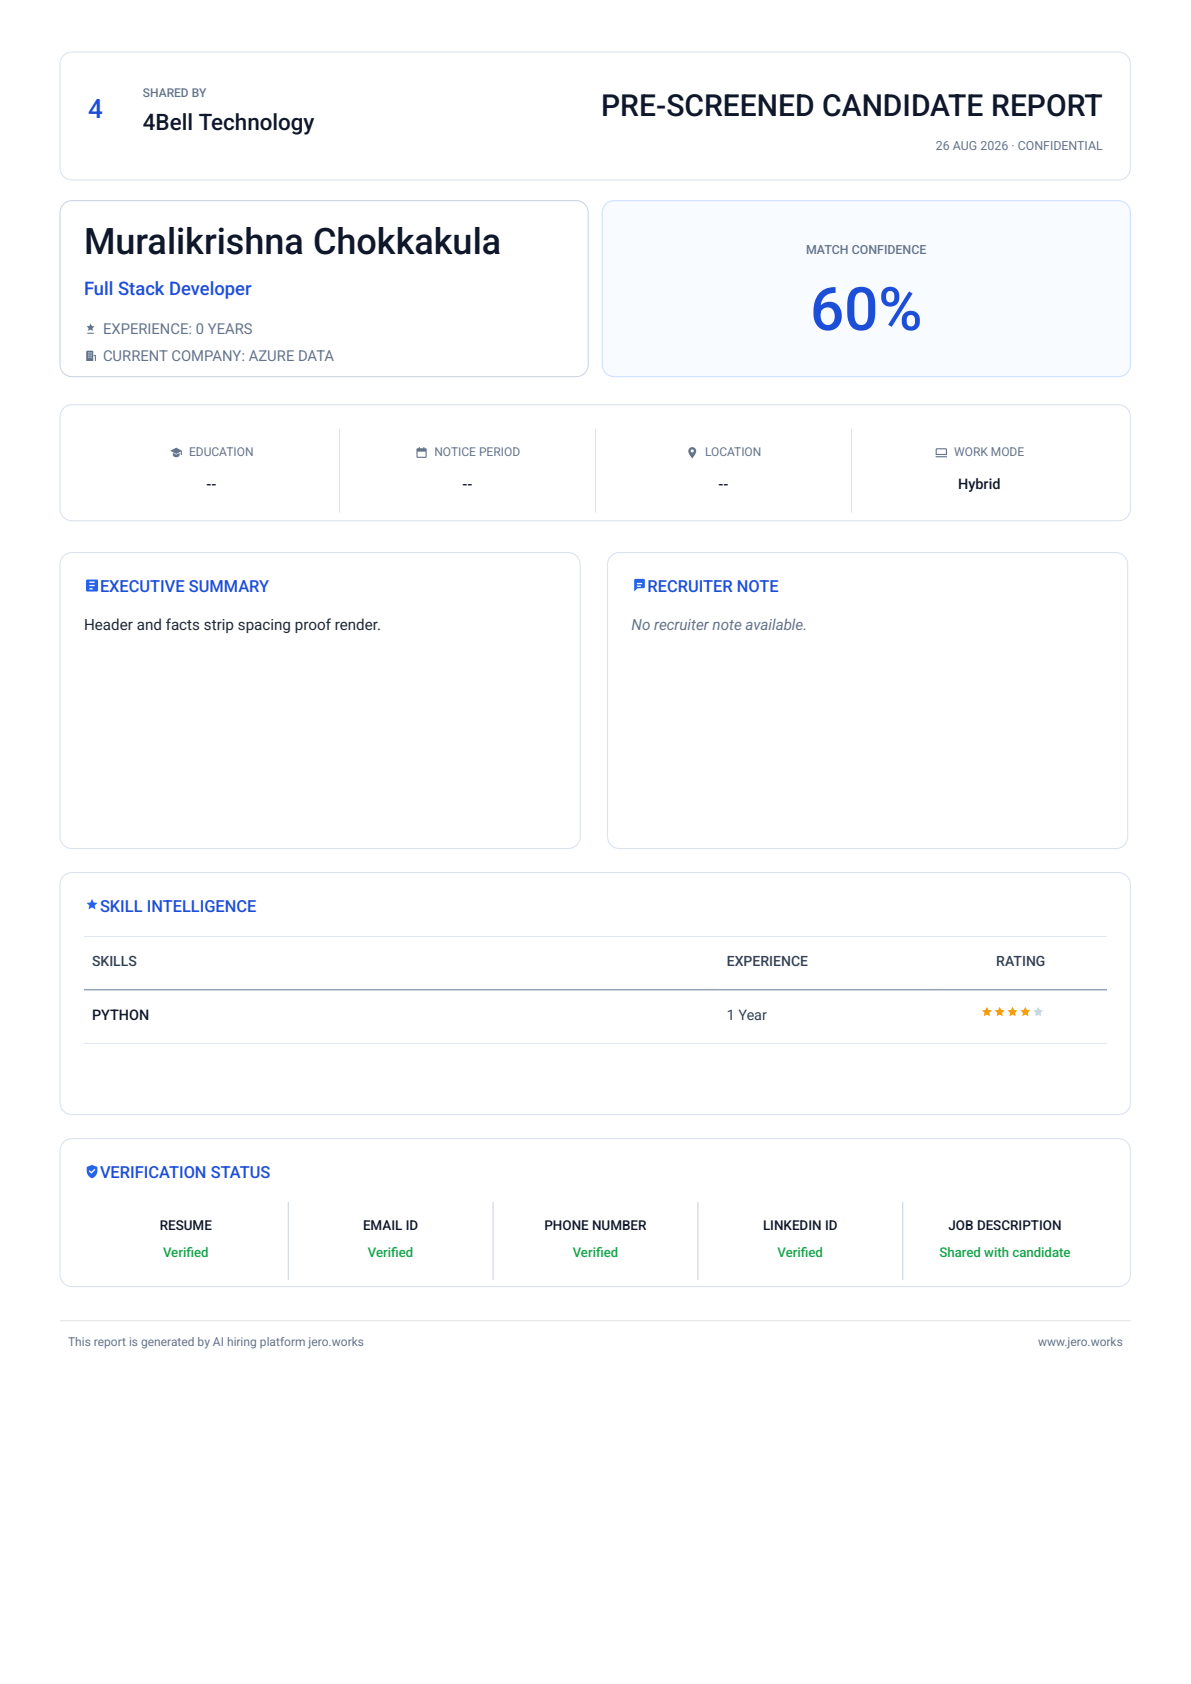 4
SHARED BY
4Bell Technology
PRE-SCREENED CANDIDATE REPORT
26 AUG 2026 · CONFIDENTIAL
Muralikrishna Chokkakula
Full Stack Developer
EXPERIENCE: 0 YEARS
CURRENT COMPANY: AZURE DATA
MATCH CONFIDENCE
60%
EDUCATION
--
NOTICE PERIOD
--
LOCATION
--
WORK MODE
Hybrid
EXECUTIVE SUMMARY
Header and facts strip spacing proof render.
RECRUITER NOTE
No recruiter note available.
SKILL INTELLIGENCE
SKILLS EXPERIENCE RATING
PYTHON 1 Year
VERIFICATION STATUS
RESUME
Verified
EMAIL ID
Verified
PHONE NUMBER
Verified
LINKEDIN ID
Verified
JOB DESCRIPTION
Shared with candidate
This report is generated by AI hiring platform jero.works
www.jero.works